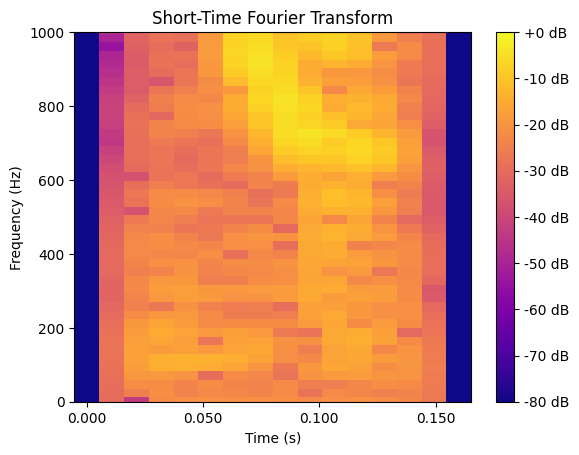 Short-Time Fourier Transform
1000
800
600
400
200
0
Frequency (Hz)
0.000
0.050
0.100
0.150
Time (s)
+0 dB
-10 dB
-20 dB
-30 dB
-40 dB
-50 dB
-60 dB
-70 dB
-80 dB